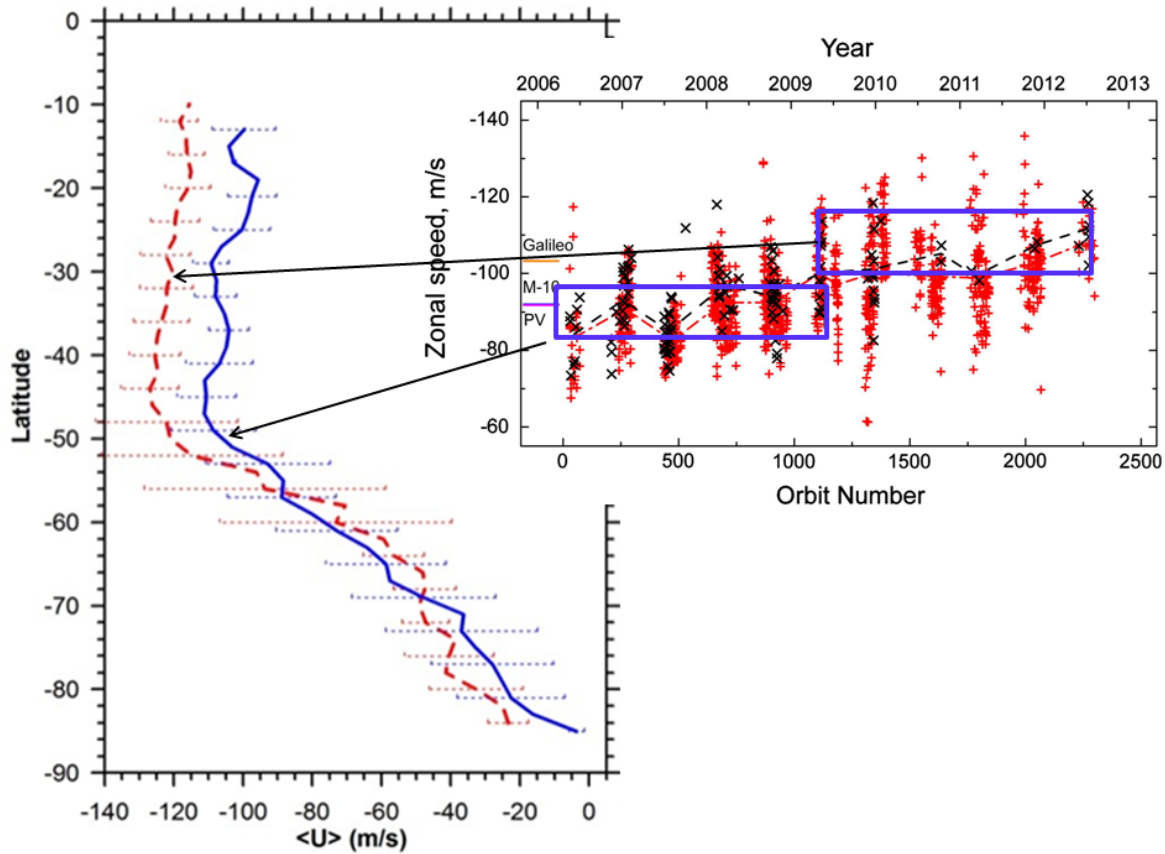 0
-10
-20
-30
-40
-50
-60
-70
-80
-90
Latitude
-140 -120 -100 -80 -60 -40 -20 0
<U> (m/s)
Year
2006 2007 2008 2009 2010 2011 2012 2013
-140
-120
-100
-80
-60
Zonal speed, m/s
Galileo
M-10
PV
0 500 1000 1500 2000 2500
Orbit Number